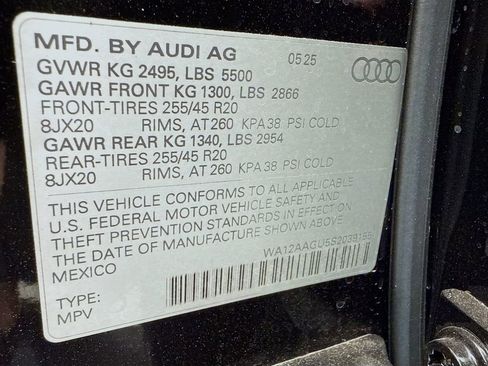 MFD. BY AUDI AG 05 25
GVWR KG 2495, LBS 5500
GAWR FRONT KG 1300, LBS 2866
FRONT-TIRES 255/45 R20
8JX20 RIMS, AT 260 KPA 38 PSI COLD
GAWR REAR KG 1340, LBS 2954
REAR-TIRES 255/45 R20
8JX20 RIMS, AT 260 KPA 38 PSI COLD
THIS VEHICLE CONFORMS TO ALL APPLICABLE
U.S. FEDERAL MOTOR VEHICLE SAFETY AND
THEFT PREVENTION STANDARDS IN EFFECT ON
THE DATE OF MANUFACTURE SHOWN ABOVE.
MEXICO
TYPE:
MPV